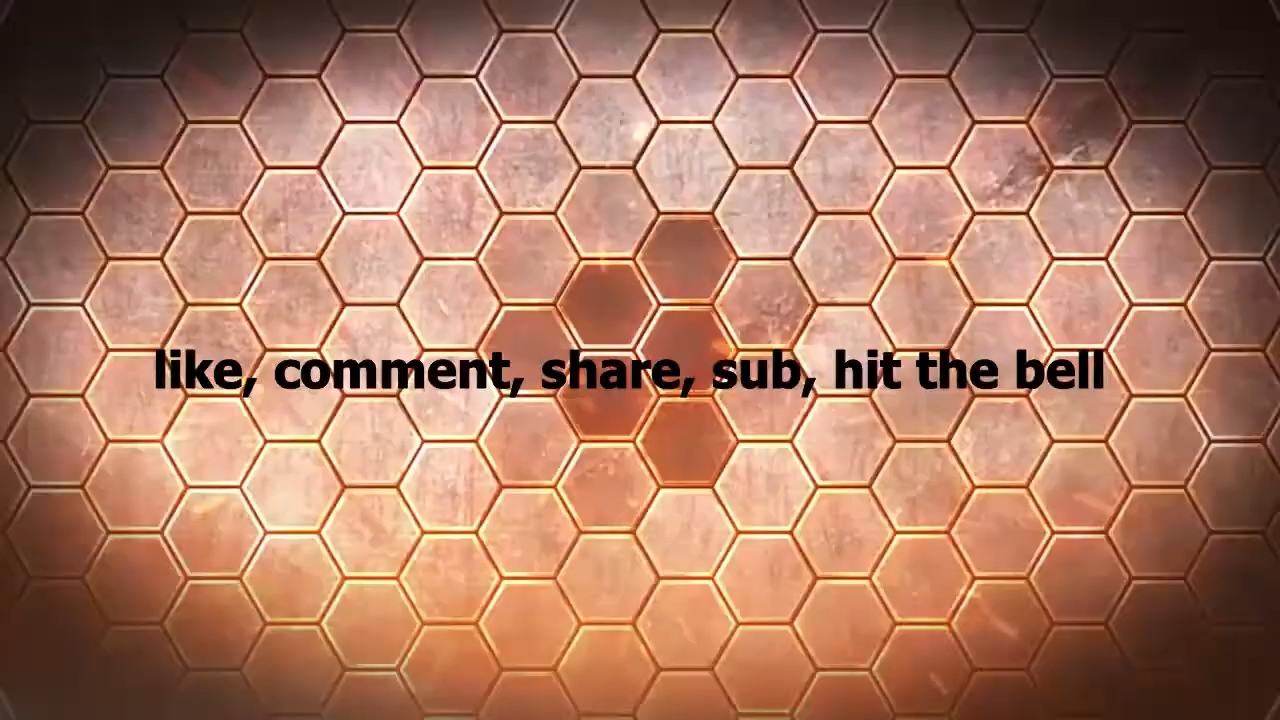 like, comment, share, sub, hit the bell